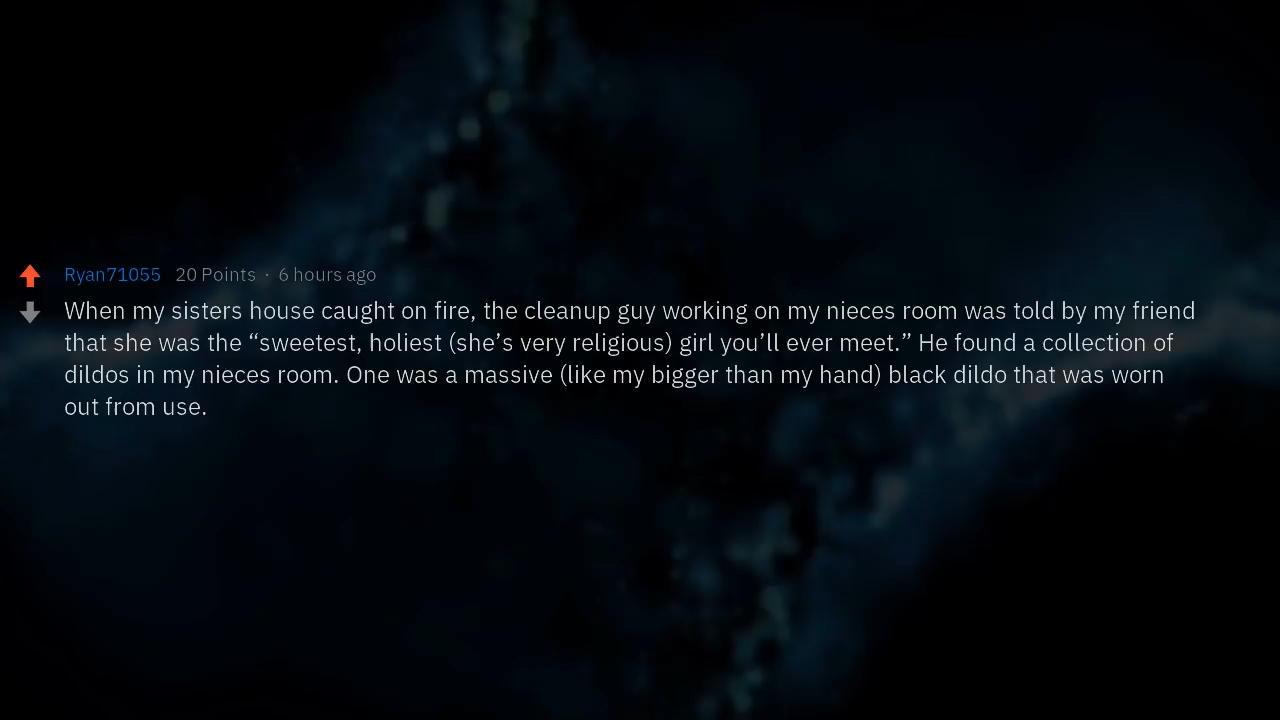 Ryan71055 20 Points · 6 hours ago
When my sisters house caught on fire, the cleanup guy working on my nieces room was told by my friend
that she was the “sweetest, holiest (she’s very religious) girl you’ll ever meet.” He found a collection of
dildos in my nieces room. One was a massive (like my bigger than my hand) black dildo that was worn
out from use.